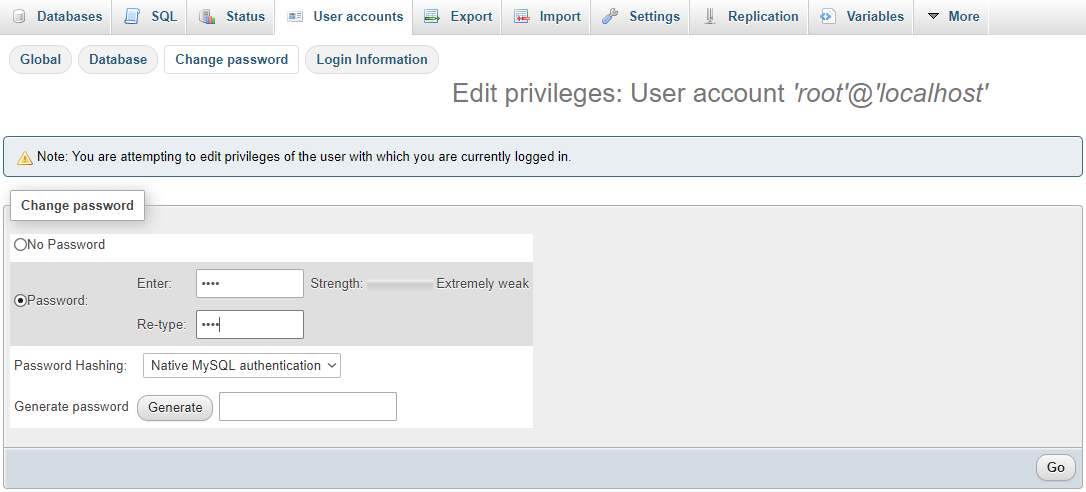 Databases SQL Status User accounts Export Import Settings Replication Variables More
Global Database Change password Login Information
Edit privileges: User account 'root'@'localhost'
Note: You are attempting to edit privileges of the user with which you are currently logged in.
Change password
No Password
Enter: •••• Strength: Extremely weak
Password:
Re-type: ••••
Password Hashing: Native MySQL authentication
Generate password Generate
Go